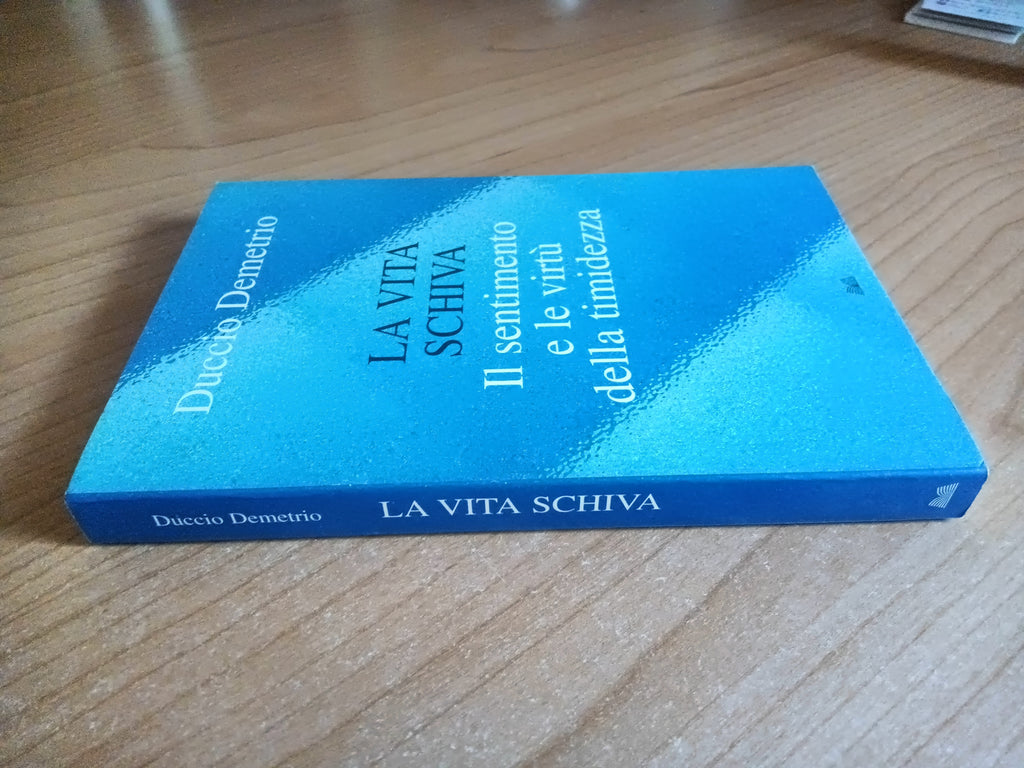 Duccio Demetrio
LA VITA
SCHIVA
Il sentimento
e le virtù
della timidezza
Duccio Demetrio LA VITA SCHIVA